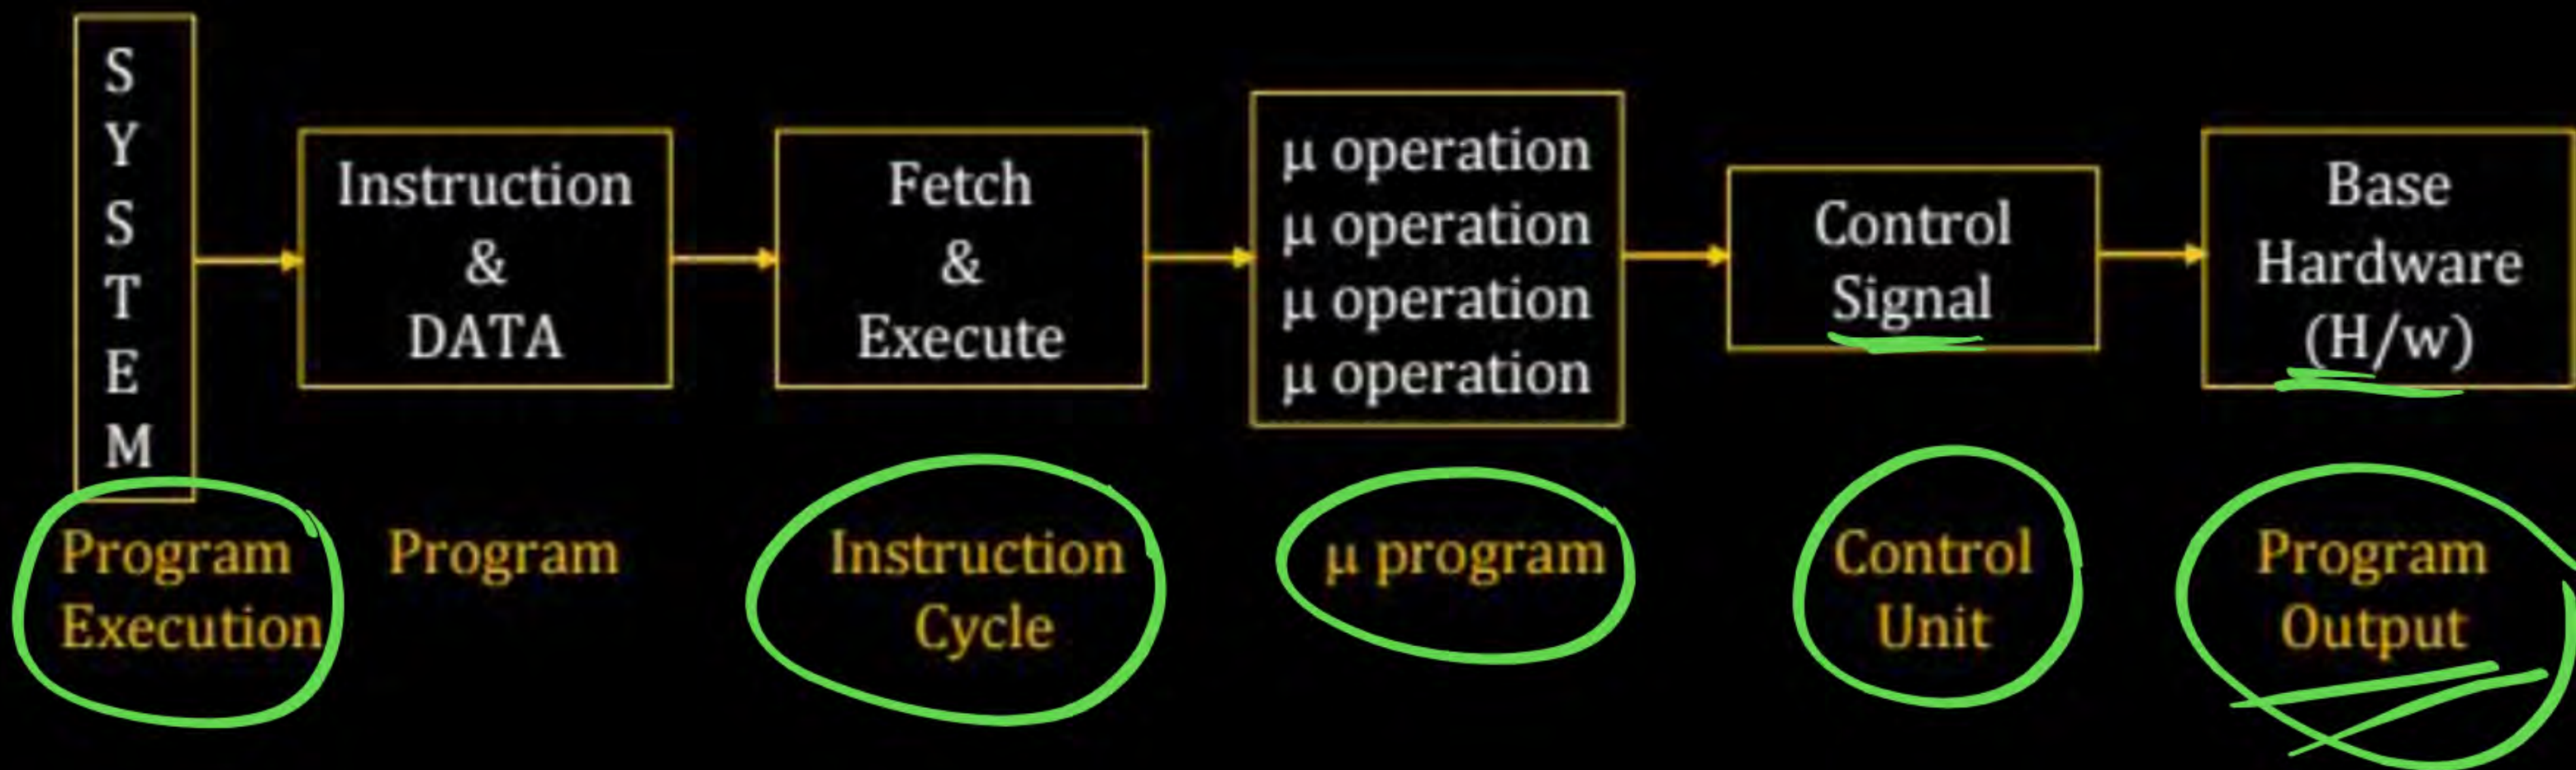 S
Y
S
T
E
M
Instruction
&
DATA
Fetch
&
Execute
μ operation
μ operation
μ operation
μ operation
Control
Signal
Base
Hardware
(H/w)
Program
Execution
Program
Instruction
Cycle
μ program
Control
Unit
Program
Output